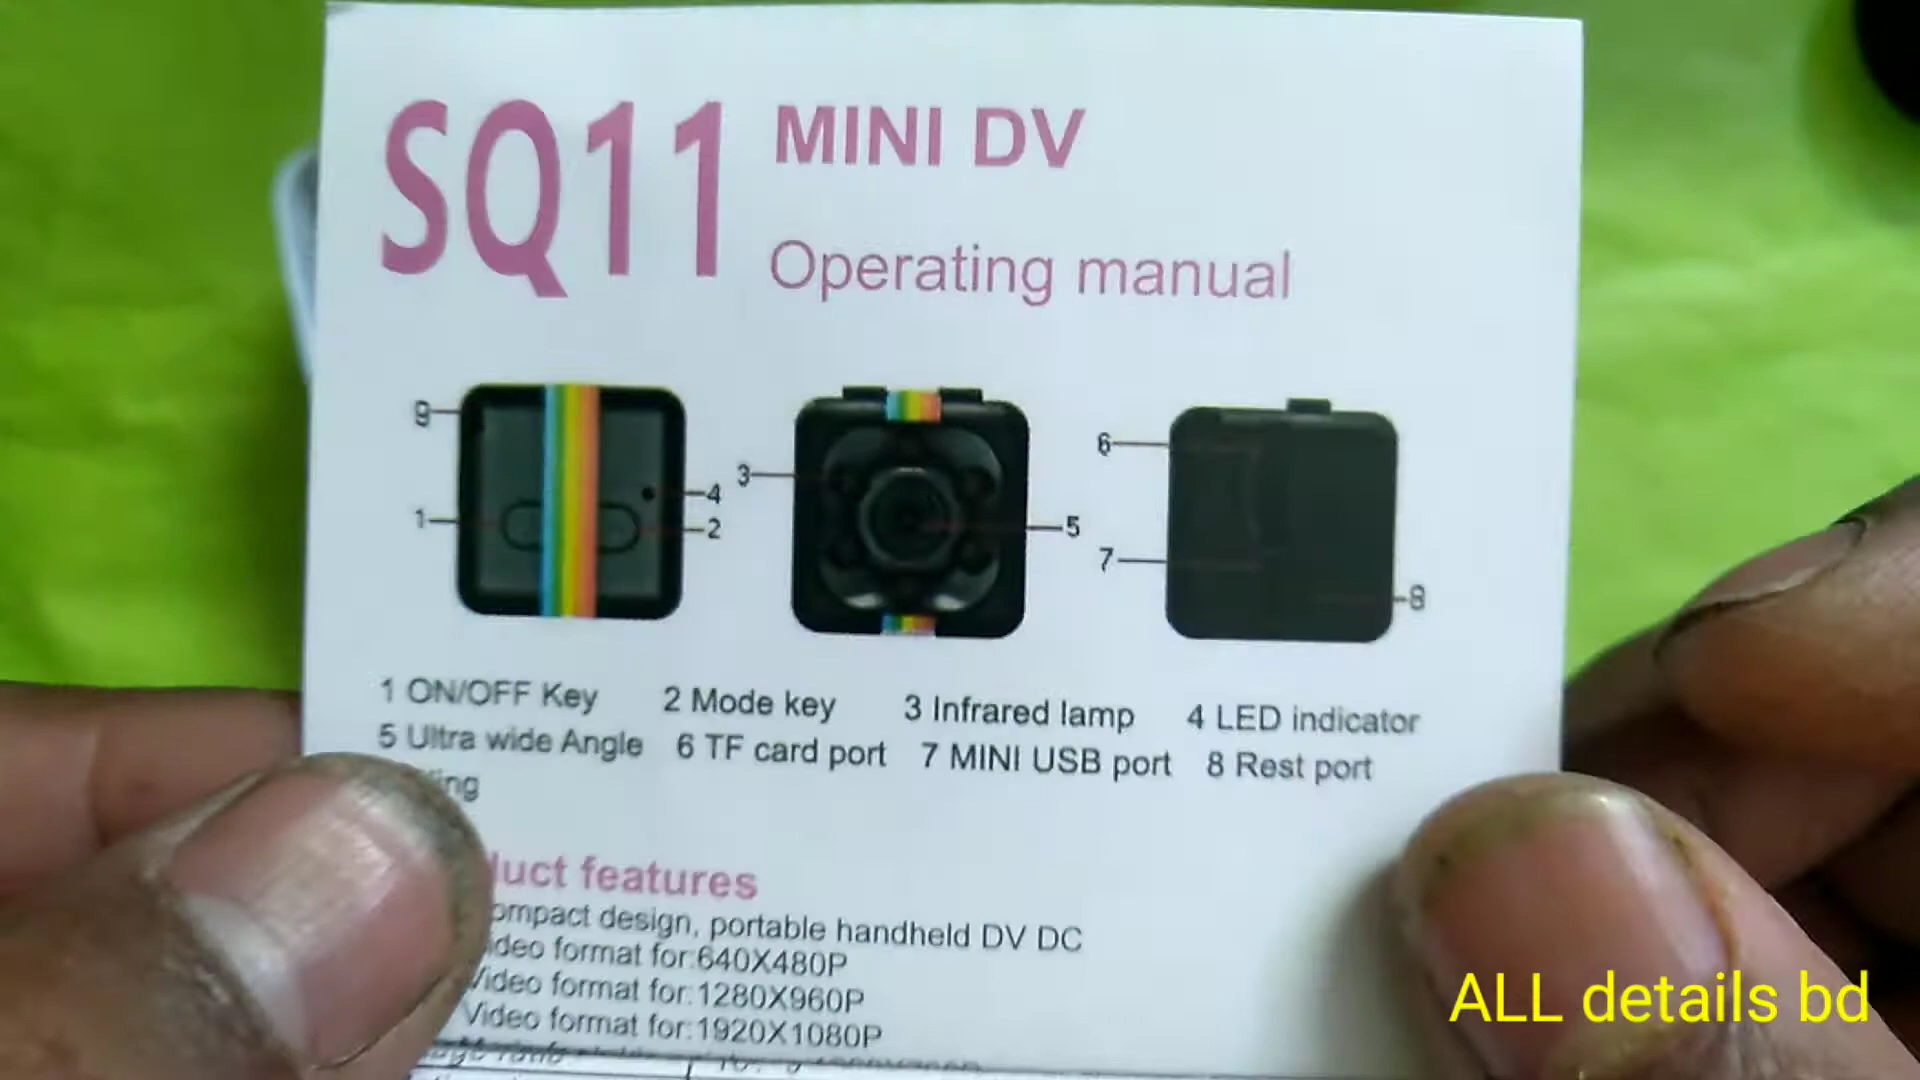 SQ11 MINI DV
Operating manual
9
1
4
2
3
5
6
7
8
1 ON/OFF Key 2 Mode key 3 Infrared lamp 4 LED indicator
5 Ultra wide Angle 6 TF card port 7 MINI USB port 8 Rest port
features
design, portable handheld DV DC
format for:640X480P
Video format for:1280X960P
Video format for:1920X1080P
ALL details bd